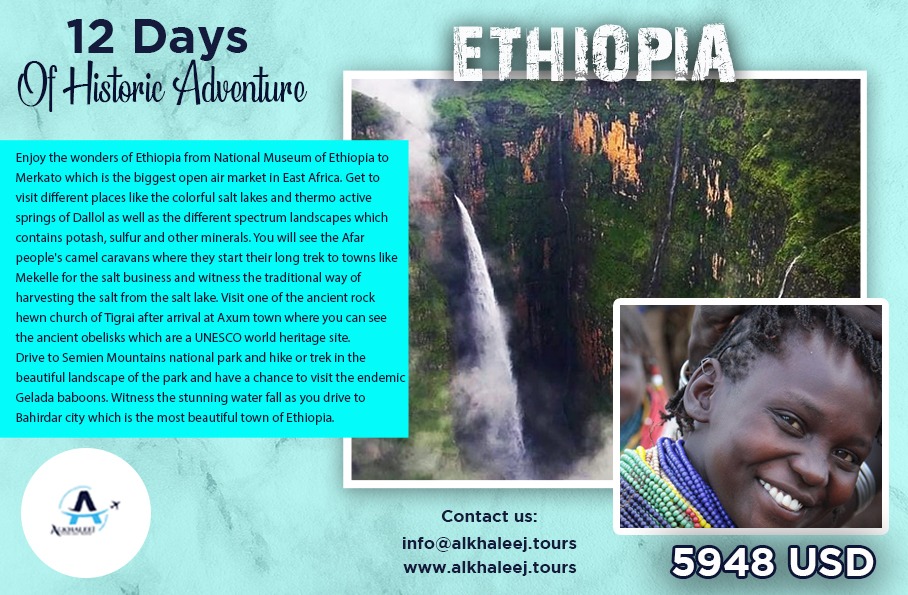 12 Days
Of Historic Adventure
ETHIOPIA
Enjoy the wonders of Ethiopia from National Museum of Ethiopia to
Merkato which is the biggest open air market in East Africa. Get to
visit different places like the colorful salt lakes and thermo active
springs of Dallol as well as the different spectrum landscapes which
contains potash, sulfur and other minerals. You will see the Afar
people's camel caravans where they start their long trek to towns like
Mekelle for the salt business and witness the traditional way of
harvesting the salt from the salt lake. Visit one of the ancient rock
hewn church of Tigrai after arrival at Axum town where you can see
the ancient obelisks which are a UNESCO world heritage site.
Drive to Semien Mountains national park and hike or trek in the
beautiful landscape of the park and have a chance to visit the endemic
Gelada baboons. Witness the stunning water fall as you drive to
Bahirdar city which is the most beautiful town of Ethiopia.
ALKHALEEJ
Contact us:
info@alkhaleej.tours
www.alkhaleej.tours
5948 USD